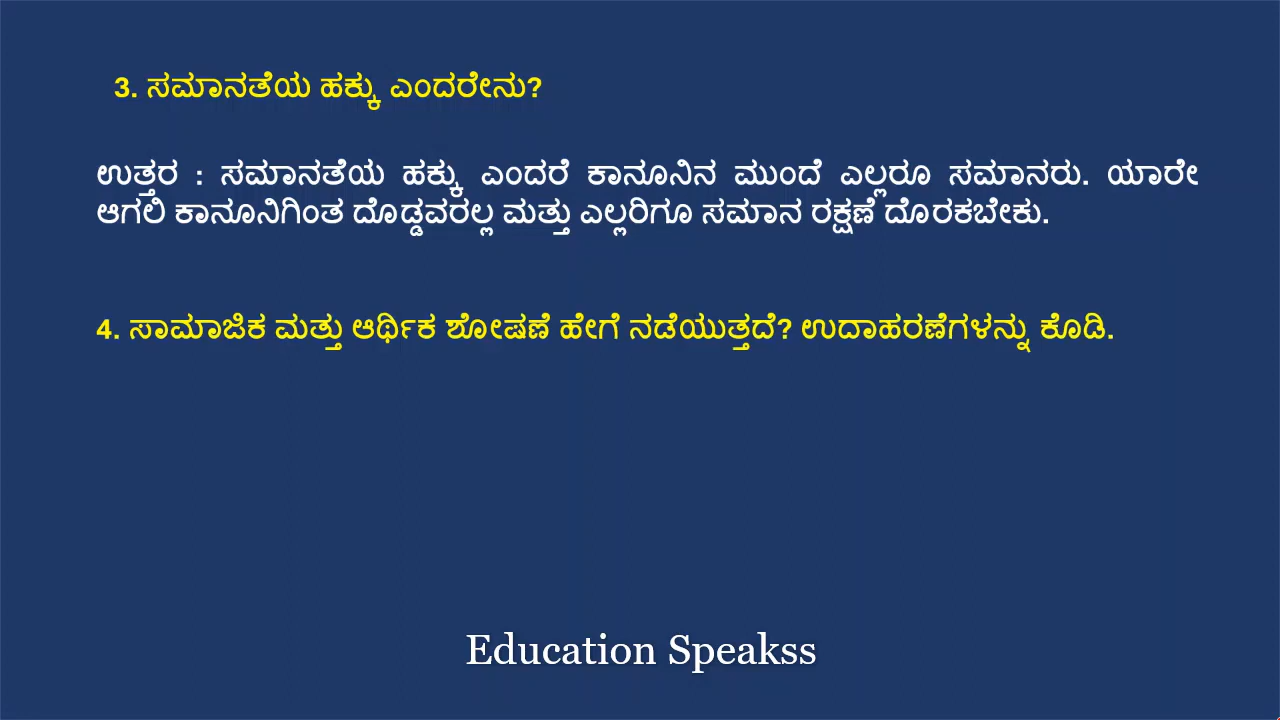 3. ಸಮಾನತೆಯ ಹಕ್ಕು ಎಂದರೇನು?
ಉತ್ತರ : ಸಮಾನತೆಯ ಹಕ್ಕು ಎಂದರೆ ಕಾನೂನಿನ ಮುಂದೆ ಎಲ್ಲರೂ ಸಮಾನರು. ಯಾರೇ
ಆಗಲಿ ಕಾನೂನಿಗಿಂತ ದೊಡ್ಡವರಲ್ಲ ಮತ್ತು ಎಲ್ಲರಿಗೂ ಸಮಾನ ರಕ್ಷಣೆ ದೊರಕಬೇಕು.
4. ಸಾಮಾಜಿಕ ಮತ್ತು ಆರ್ಥಿಕ ಶೋಷಣೆ ಹೇಗೆ ನಡೆಯುತ್ತದೆ? ಉದಾಹರಣೆಗಳನ್ನು ಕೊಡಿ.
Education Speakss